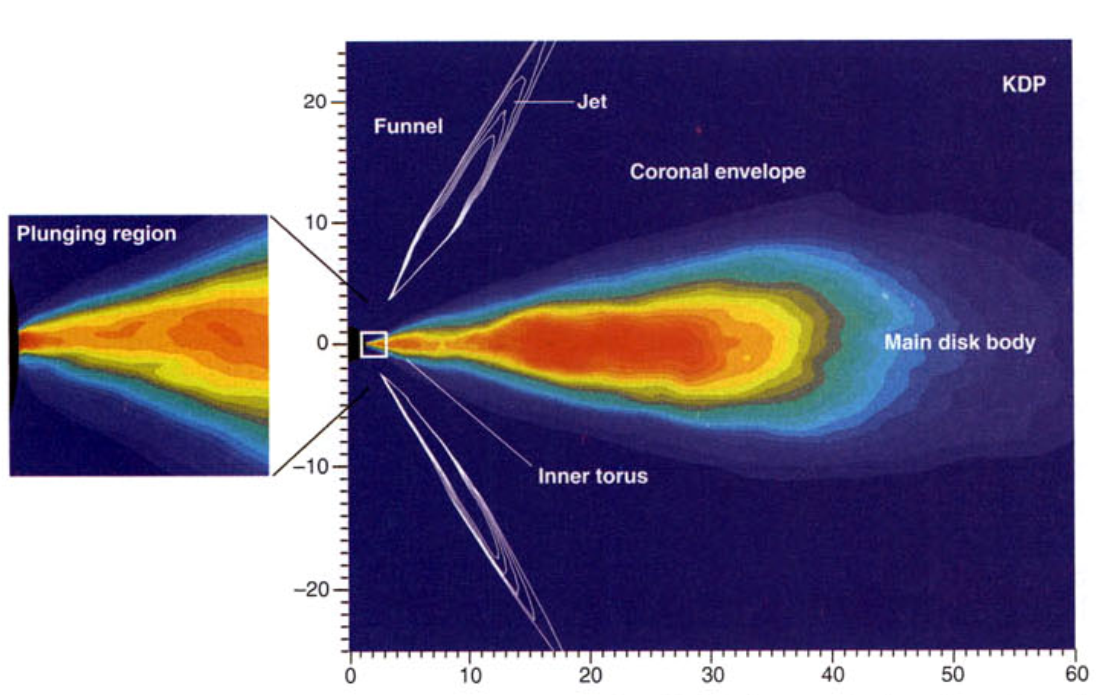 KDP
20
Jet
Funnel
Coronal envelope
10
Plunging region
0
Main disk body
−10
Inner torus
−20
0
10
20
30
40
50
60